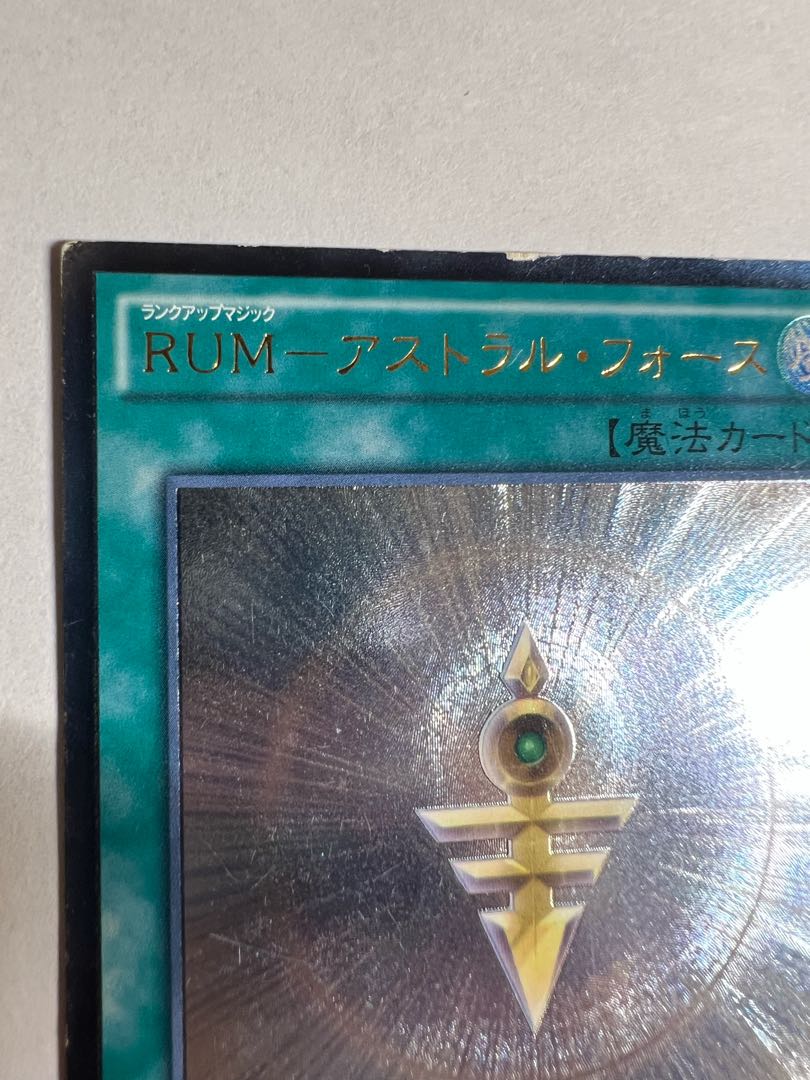 ランクアップマジック
RUM－アストラル・フォース
まほう
【魔法カード